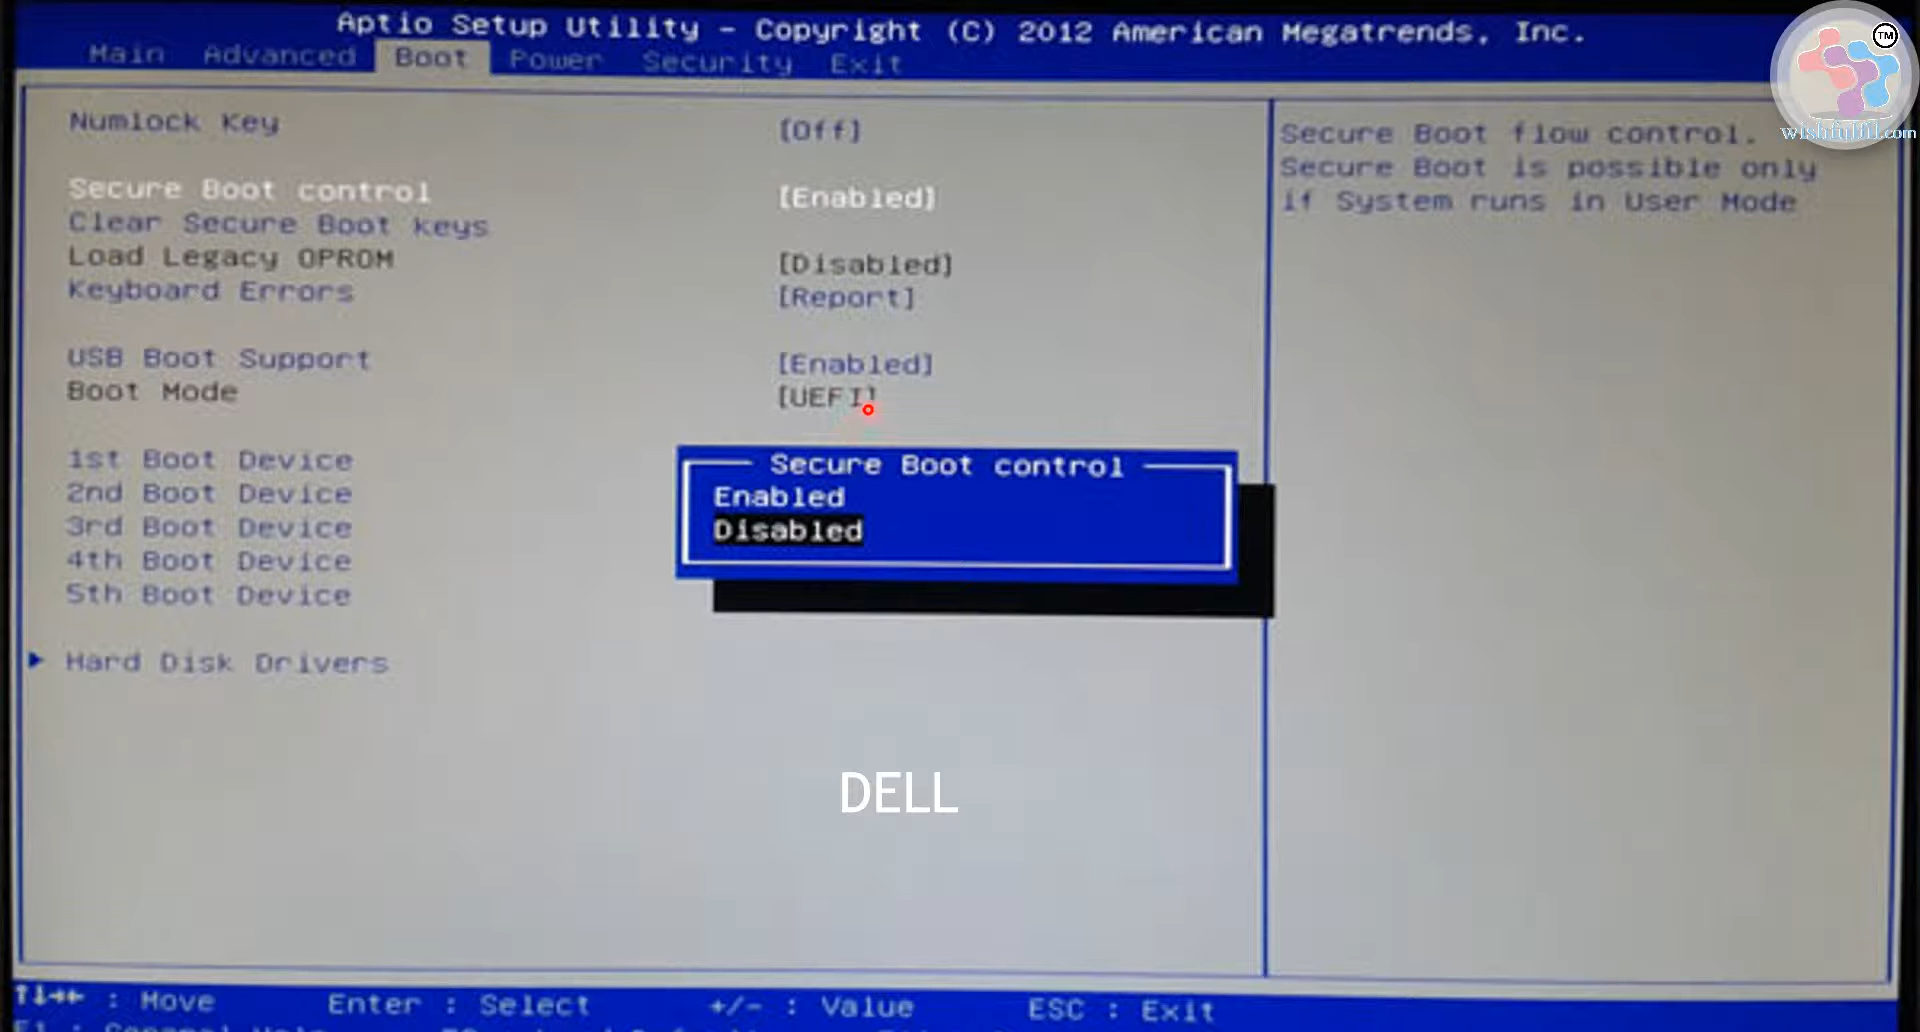 Aptio Setup Utility - Copyright (C) 2012 American Megatrends, Inc.
Main Advanced Boot Power Security Exit
TM
wishfulfil.com
Numlock Key [Off]
Secure Boot control [Enabled]
Clear Secure Boot keys
Load Legacy OPROM [Disabled]
Keyboard Errors [Report]
USB Boot Support [Enabled]
Boot Mode [UEFI]
1st Boot Device
2nd Boot Device
3rd Boot Device
4th Boot Device
5th Boot Device
Hard Disk Drivers
Secure Boot control
Enabled
Disabled
Secure Boot flow control.
Secure Boot is possible only
if System runs in User Mode
DELL
↑↓→← : Move Enter : Select +/- : Value ESC : Exit